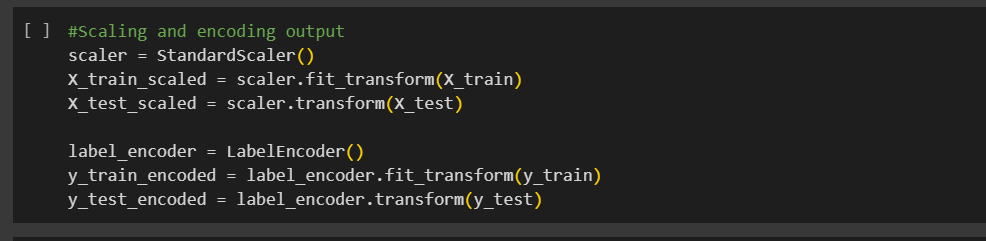 [ ] #Scaling and encoding output
scaler = StandardScaler()
X_train_scaled = scaler.fit_transform(X_train)
X_test_scaled = scaler.transform(X_test)
label_encoder = LabelEncoder()
y_train_encoded = label_encoder.fit_transform(y_train)
y_test_encoded = label_encoder.transform(y_test)